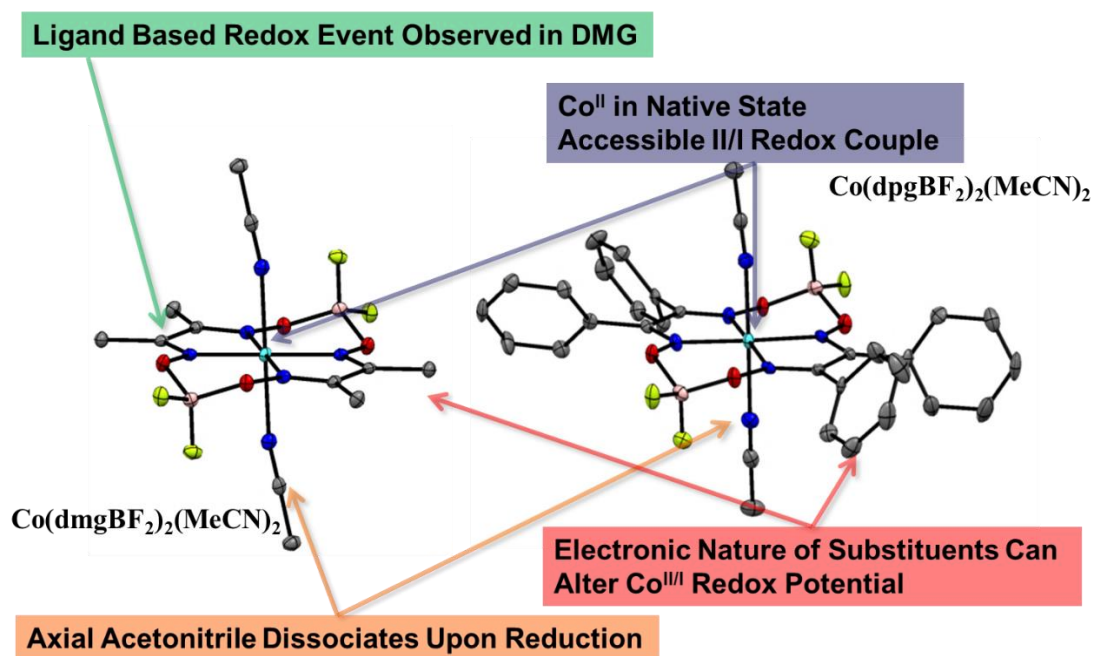 Ligand Based Redox Event Observed in DMG
Co^II in Native State
Accessible II/I Redox Couple
Co(dpgBF₂)₂(MeCN)₂
Co(dmgBF₂)₂(MeCN)₂
Electronic Nature of Substituents Can
Alter Co^II/I Redox Potential
Axial Acetonitrile Dissociates Upon Reduction